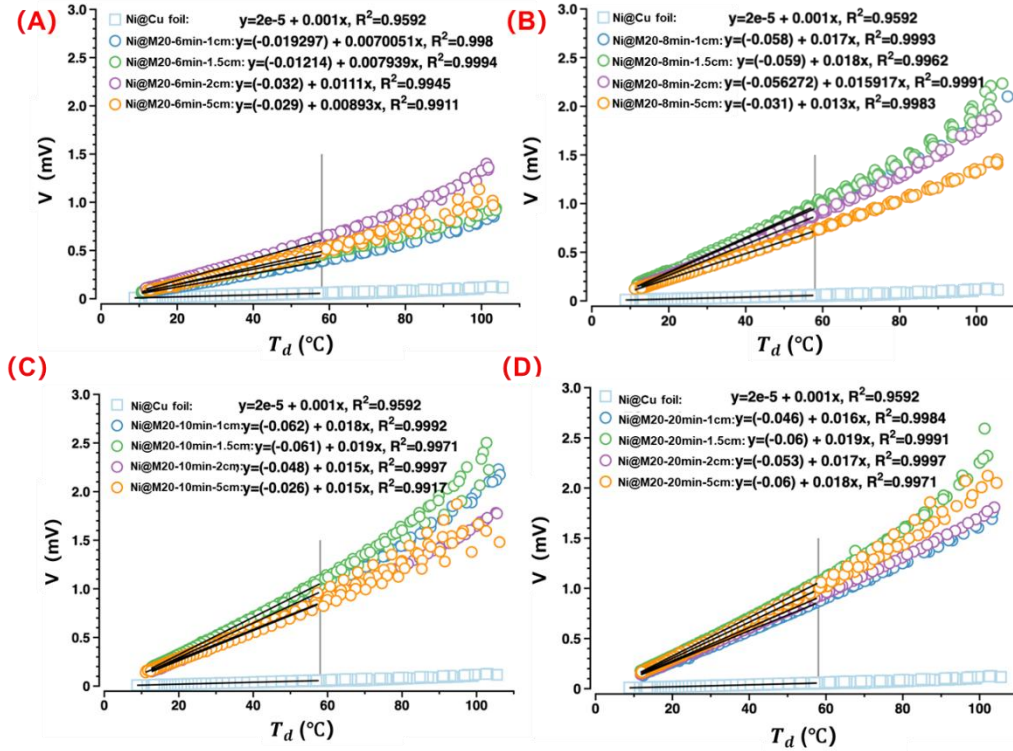 (A)
Ni@Cu foil: y=2e-5 + 0.001x, R²=0.9592
Ni@M20-6min-1cm: y=(-0.019297) + 0.0070051x, R²=0.998
Ni@M20-6min-1.5cm: y=(-0.01214) + 0.007939x, R²=0.9994
Ni@M20-6min-2cm: y=(-0.032) + 0.0111x, R²=0.9945
Ni@M20-6min-5cm: y=(-0.029) + 0.00893x, R²=0.9911
3.0
2.5
2.0
1.5
1.0
0.5
0
V (mV)
0 20 40 60 80 100
T_d (°C)
(B)
Ni@Cu foil: y=2e-5 + 0.001x, R²=0.9592
Ni@M20-8min-1cm: y=(-0.058) + 0.017x, R²=0.9993
Ni@M20-8min-1.5cm: y=(-0.059) + 0.018x, R²=0.9962
Ni@M20-8min-2cm: y=(-0.056272) + 0.015917x, R²=0.9991
Ni@M20-8min-5cm: y=(-0.031) + 0.013x, R²=0.9983
3.0
2.5
2.0
1.5
1.0
0.5
0
V (mV)
0 20 40 60 80 100
T_d (°C)
(C)
Ni@Cu foil: y=2e-5 + 0.001x, R²=0.9592
Ni@M20-10min-1cm: y=(-0.062) + 0.018x, R²=0.9992
Ni@M20-10min-1.5cm: y=(-0.061) + 0.019x, R²=0.9971
Ni@M20-10min-2cm: y=(-0.048) + 0.015x, R²=0.9997
Ni@M20-10min-5cm: y=(-0.026) + 0.015x, R²=0.9917
3.0
2.5
2.0
1.5
1.0
0.5
0
V (mV)
0 20 40 60 80 100
T_d (°C)
(D)
Ni@Cu foil: y=2e-5 + 0.001x, R²=0.9592
Ni@M20-20min-1cm: y=(-0.046) + 0.016x, R²=0.9984
Ni@M20-20min-1.5cm: y=(-0.06) + 0.019x, R²=0.9991
Ni@M20-20min-2cm: y=(-0.053) + 0.017x, R²=0.9997
Ni@M20-20min-5cm: y=(-0.06) + 0.018x, R²=0.9971
3.0
2.5
2.0
1.5
1.0
0.5
0
V (mV)
0 20 40 60 80 100
T_d (°C)